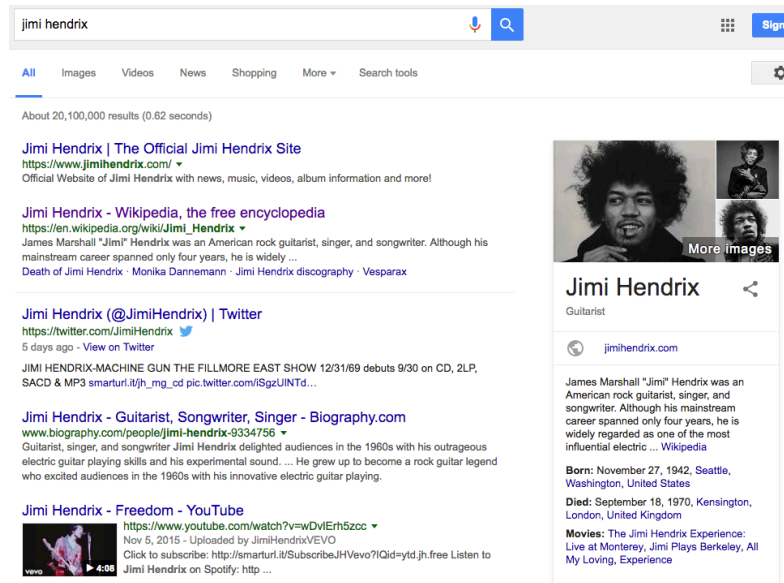 jimi hendrix
Sign
All Images Videos News Shopping More Search tools
About 20,100,000 results (0.62 seconds)
Jimi Hendrix | The Official Jimi Hendrix Site
https://www.jimihendrix.com/
Official Website of Jimi Hendrix with news, music, videos, album information and more!
Jimi Hendrix - Wikipedia, the free encyclopedia
https://en.wikipedia.org/wiki/Jimi_Hendrix
James Marshall "Jimi" Hendrix was an American rock guitarist, singer, and songwriter. Although his
mainstream career spanned only four years, he is widely ...
Death of Jimi Hendrix · Monika Dannemann · Jimi Hendrix discography · Vesparax
Jimi Hendrix (@JimiHendrix) | Twitter
https://twitter.com/JimiHendrix
5 days ago - View on Twitter
JIMI HENDRIX-MACHINE GUN THE FILLMORE EAST SHOW 12/31/69 debuts 9/30 on CD, 2LP,
SACD & MP3 smarturl.it/jh_mg_cd pic.twitter.com/iSgzUINTd…
Jimi Hendrix - Guitarist, Songwriter, Singer - Biography.com
www.biography.com/people/jimi-hendrix-9334756
Guitarist, singer, and songwriter Jimi Hendrix delighted audiences in the 1960s with his outrageous
electric guitar playing skills and his experimental sound. ... He grew up to become a rock guitar legend
who excited audiences in the 1960s with his innovative electric guitar playing.
Jimi Hendrix - Freedom - YouTube
https://www.youtube.com/watch?v=wDvIErh5zcc
Nov 5, 2015 - Uploaded by JimiHendrixVEVO
Click to subscribe: http://smarturl.it/SubscribeJHVevo?IQid=ytd.jh.free Listen to
Jimi Hendrix on Spotify: http ...
vevo
4:08
More images
Jimi Hendrix
Guitarist
jimihendrix.com
James Marshall "Jimi" Hendrix was an
American rock guitarist, singer, and
songwriter. Although his mainstream
career spanned only four years, he is
widely regarded as one of the most
influential electric ... Wikipedia
Born: November 27, 1942, Seattle,
Washington, United States
Died: September 18, 1970, Kensington,
London, United Kingdom
Movies: The Jimi Hendrix Experience:
Live at Monterey, Jimi Plays Berkeley, All
My Loving, Experience